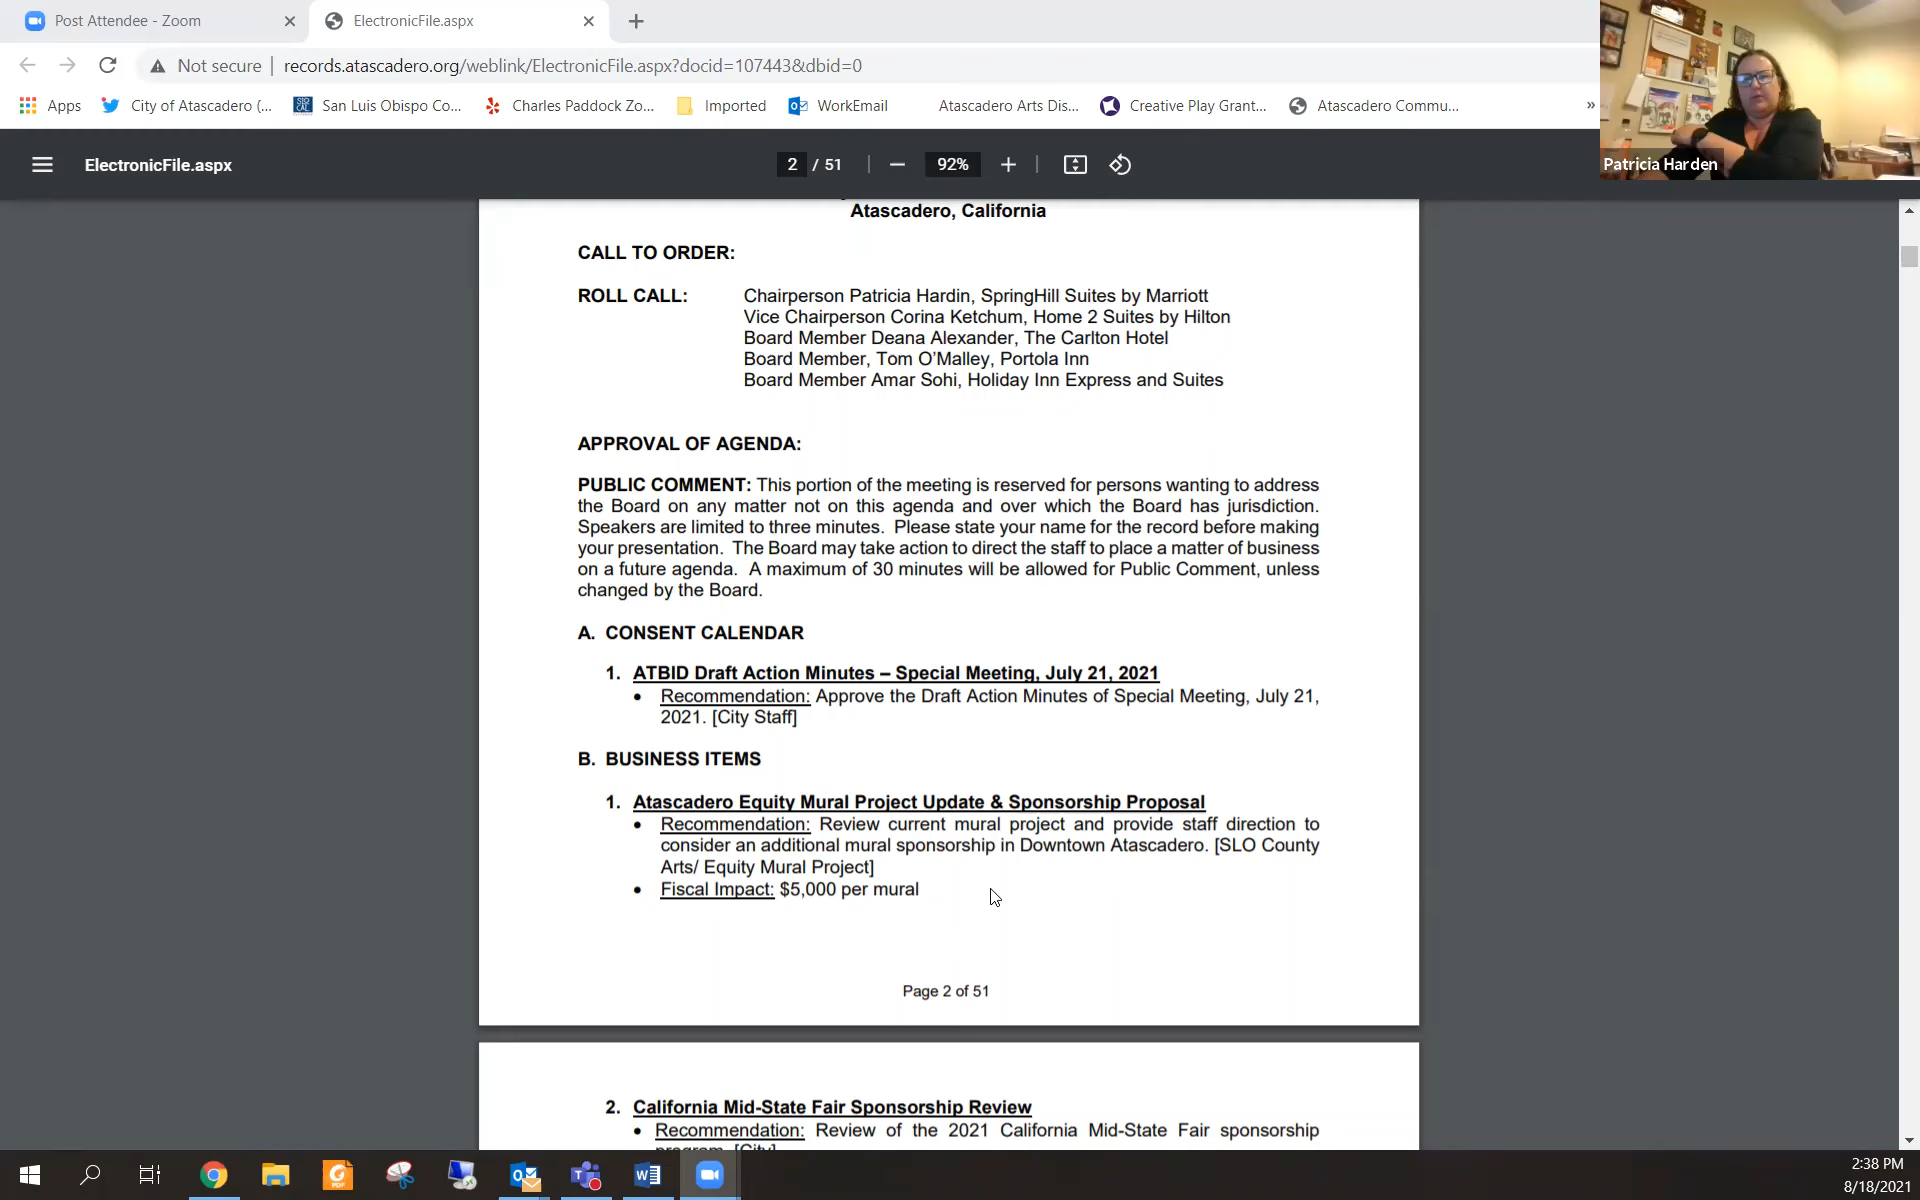 Post Attendee - Zoom
ElectronicFile.aspx
Not secure | records.atascadero.org/weblink/ElectronicFile.aspx?docid=107443&dbid=0
Apps
City of Atascadero (...
San Luis Obispo Co...
Charles Paddock Zo...
Imported
WorkEmail
Atascadero Arts Dis...
Creative Play Grant...
Atascadero Commu...
»
Patricia Harden
ElectronicFile.aspx
2 / 51
92%
Atascadero, California
CALL TO ORDER:
ROLL CALL: Chairperson Patricia Hardin, SpringHill Suites by Marriott
Vice Chairperson Corina Ketchum, Home 2 Suites by Hilton
Board Member Deana Alexander, The Carlton Hotel
Board Member, Tom O'Malley, Portola Inn
Board Member Amar Sohi, Holiday Inn Express and Suites
APPROVAL OF AGENDA:
PUBLIC COMMENT: This portion of the meeting is reserved for persons wanting to address
the Board on any matter not on this agenda and over which the Board has jurisdiction.
Speakers are limited to three minutes. Please state your name for the record before making
your presentation. The Board may take action to direct the staff to place a matter of business
on a future agenda. A maximum of 30 minutes will be allowed for Public Comment, unless
changed by the Board.
A. CONSENT CALENDAR
1. ATBID Draft Action Minutes – Special Meeting, July 21, 2021
• Recommendation: Approve the Draft Action Minutes of Special Meeting, July 21,
2021. [City Staff]
B. BUSINESS ITEMS
1. Atascadero Equity Mural Project Update & Sponsorship Proposal
• Recommendation: Review current mural project and provide staff direction to
consider an additional mural sponsorship in Downtown Atascadero. [SLO County
Arts/ Equity Mural Project]
• Fiscal Impact: $5,000 per mural
Page 2 of 51
2. California Mid-State Fair Sponsorship Review
• Recommendation: Review of the 2021 California Mid-State Fair sponsorship
program. [City]
2:38 PM
8/18/2021